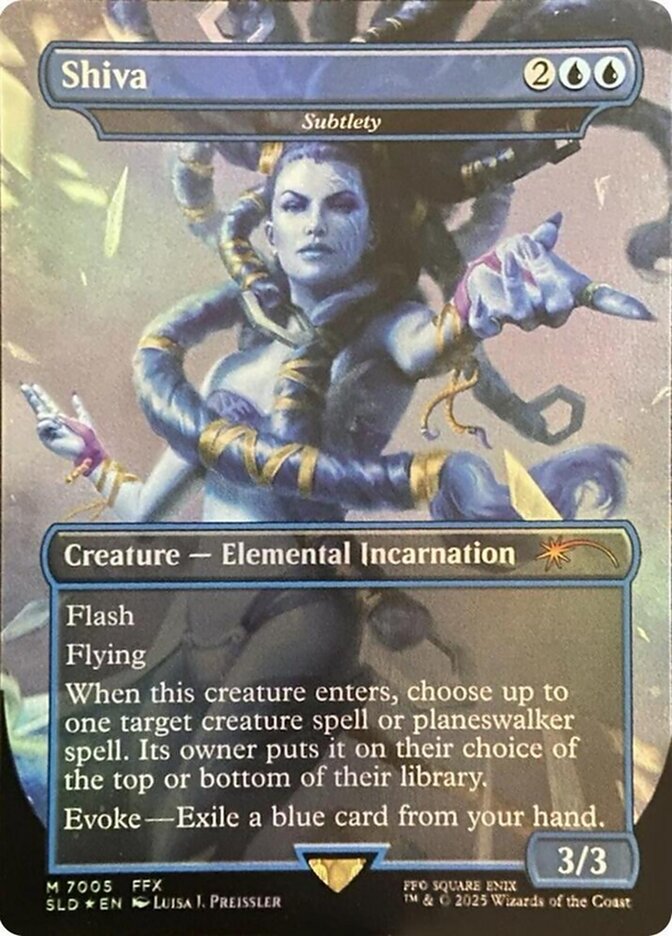 Shiva 2
Subtlety
Creature — Elemental Incarnation
Flash
Flying
When this creature enters, choose up to
one target creature spell or planeswalker
spell. Its owner puts it on their choice of
the top or bottom of their library.
Evoke—Exile a blue card from your hand.
3/3
M 7005 FFX
SLD ★ EN Luisa J. Preissler
FFO SQUARE ENIX
™ & © 2025 Wizards of the Coast